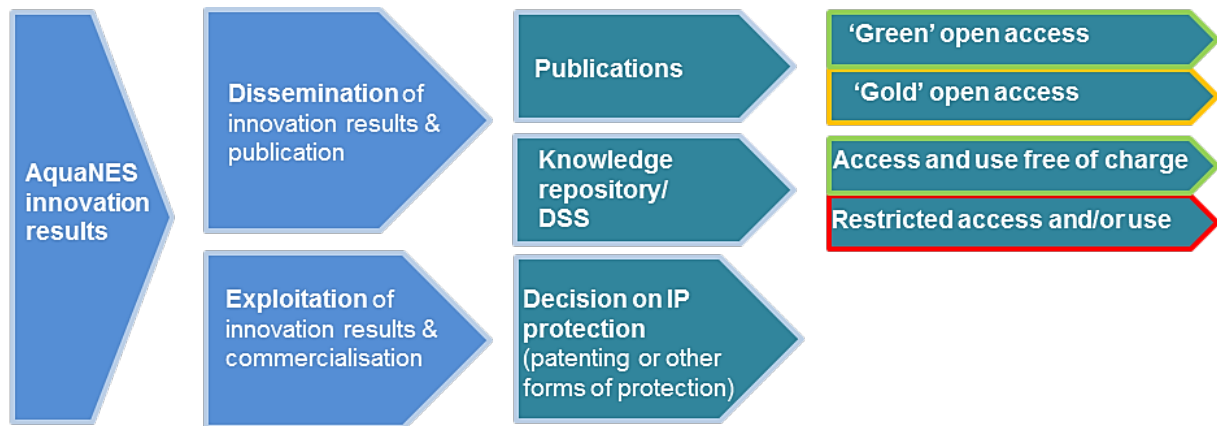 AquaNES
innovation
results
Dissemination of
innovation results &
publication
Exploitation of
innovation results &
commercialisation
Publications
Knowledge
repository/
DSS
Decision on IP
protection
(patenting or other
forms of protection)
‘Green’ open access
‘Gold’ open access
Access and use free of charge
Restricted access and/or use